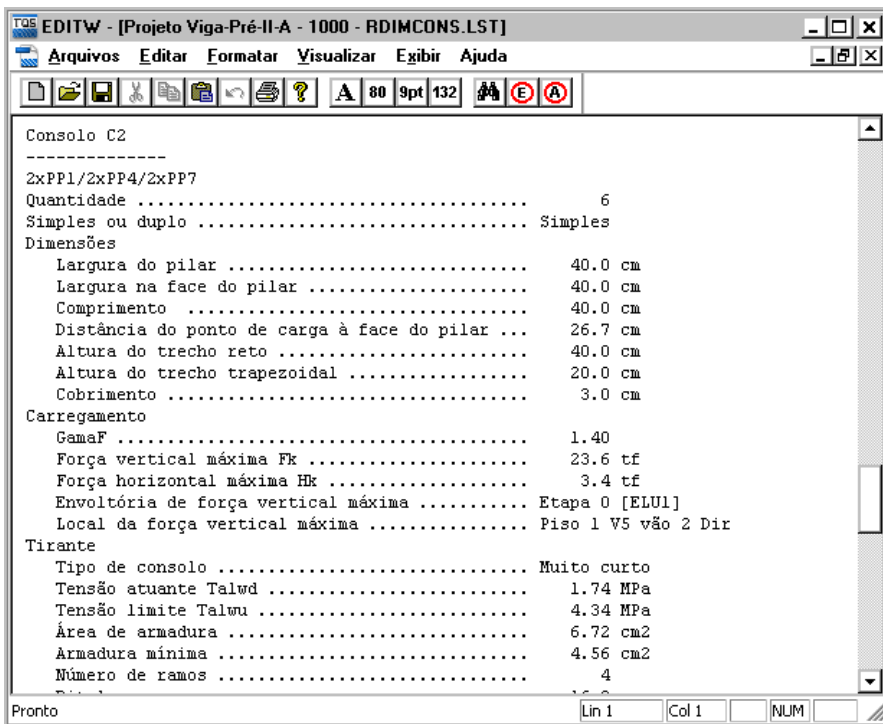 TQS EDITW - [Projeto Viga-Pré-II-A - 1000 - RDIMCONS.LST]
Arquivos Editar Formatar Visualizar Exibir Ajuda
A 80 9pt 132 E A
Consolo C2
--------------
2xPP1/2xPP4/2xPP7
Quantidade ....................................... 6
Simples ou duplo ................................. Simples
Dimensões
Largura do pilar .............................. 40.0 cm
Largura na face do pilar ...................... 40.0 cm
Comprimento .................................. 40.0 cm
Distância do ponto de carga à face do pilar ... 26.7 cm
Altura do trecho reto ......................... 40.0 cm
Altura do trecho trapezoidal .................. 20.0 cm
Cobrimento .................................... 3.0 cm
Carregamento
GamaF ......................................... 1.40
Força vertical máxima Fk ...................... 23.6 tf
Força horizontal máxima Hk .................... 3.4 tf
Envoltória de força vertical máxima ........... Etapa 0 [ELU1]
Local da força vertical máxima ................ Piso 1 V5 vão 2 Dir
Tirante
Tipo de consolo ............................... Muito curto
Tensão atuante Talwd .......................... 1.74 MPa
Tensão limite Talwu ........................... 4.34 MPa
Área de armadura .............................. 6.72 cm2
Armadura mínima ............................... 4.56 cm2
Número de ramos ............................... 4
Pronto Lin 1 Col 1 NUM